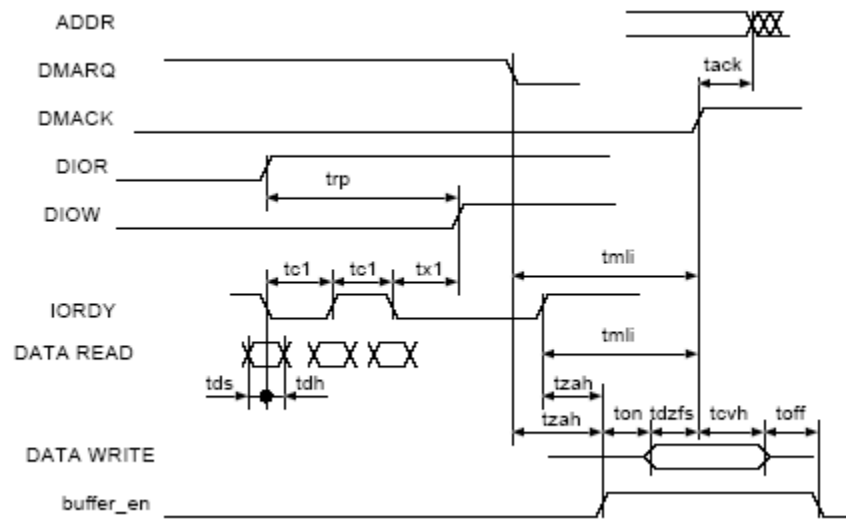 ADDR
tack
DMARQ
DMACK
DIOR
trp
DIOW
tc1 tc1 tx1 tmli
IORDY
DATA READ
tmli
tds tdh tzah
tzah ton tdzfs tcvh toff
DATA WRITE
buffer_en